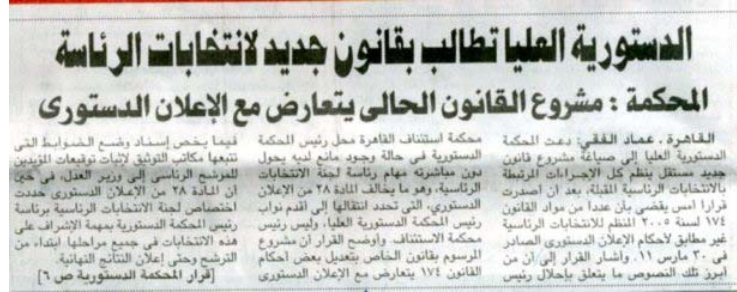 الدستورية العليا تطالب بقانون جديد لانتخابات الرئاسة
المحكمة : مشروع القانون الحالى يتعارض مع الإعلان الدستورى
القاهرة. عماد الفقى: دعت المحكمة
الدستورية العليا إلى صياغة مشروع قانون
جديد مستقل ينظم كل الإجراءات المرتبطة
بالانتخابات الرئاسية المقبلة، بعد أن أصدرت
قرارا أمس يقضى بأن عددا من مواد القانون
١٧٤ لسنة ٢٠٠٥ المنظم للانتخابات الرئاسية
غير مطابق لأحكام الإعلان الدستورى الصادر
فى ٣٠ مارس ١١. وأشار القرار إلى أن من
أبرز تلك النصوص ما يتعلق بإحلال رئيس
محكمة استئناف القاهرة محل رئيس المحكمة
الدستورية فى حالة وجود مانع لديه يحول
دون مباشرته مهام رئاسة لجنة الانتخابات
الرئاسية، وهو ما يخالف المادة ٢٨ من الإعلان
الدستورى، التى تحدد انتقالها إلى أقدم نواب
رئيس المحكمة الدستورية العليا، وليس رئيس
محكمة الاستئناف. وأوضح القرار أن مشروع
المرسوم بقانون الخاص بتعديل بعض أحكام
القانون ١٧٤ يتعارض مع الإعلان الدستورى
فيما يخص إسناد وضع الضوابط التى
تتبعها مكاتب التوثيق لإثبات توقيعات المؤيدين
للمرشح الرئاسى إلى وزير العدل، فى حين
أن المادة ٢٨ من الإعلان الدستورى حددت
اختصاص لجنة الانتخابات الرئاسية برئاسة
رئيس المحكمة الدستورية بمهمة الإشراف على
هذه الانتخابات فى جميع مراحلها. ابتداء من
الترشح وحتى إعلان النتائج النهائية.
[قرار المحكمة الدستورية ص ٦]